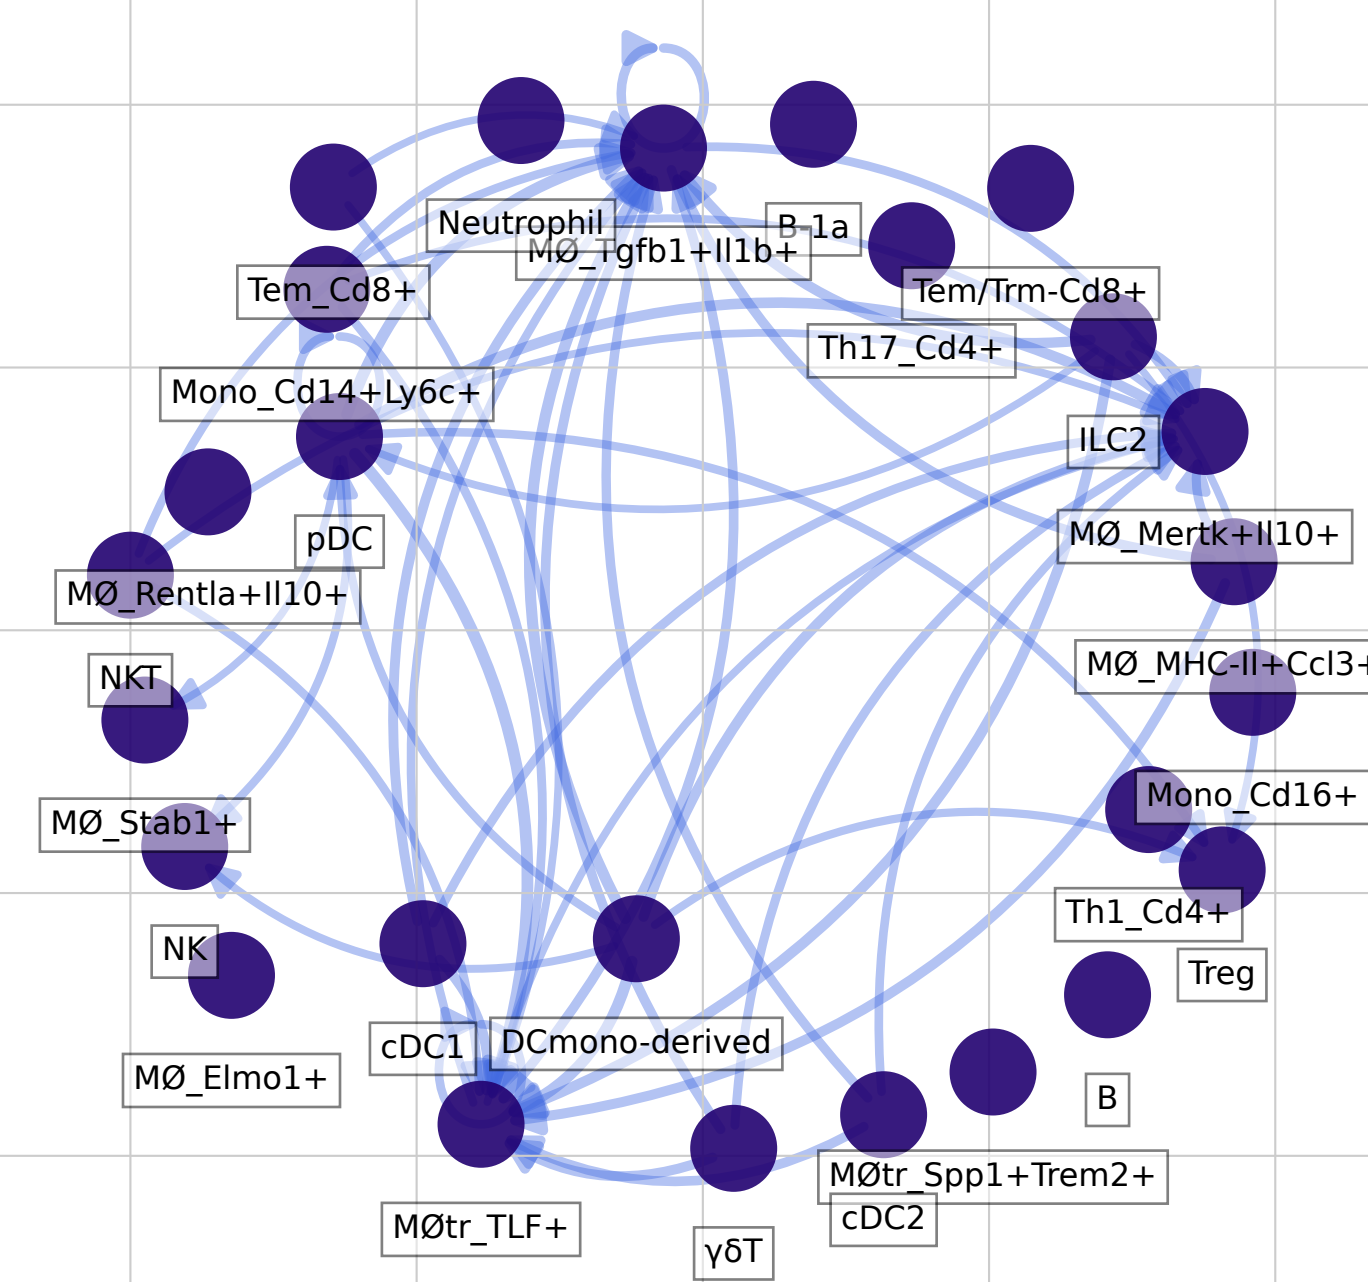 Neutrophil
B-1a
MØ_Tgfb1+Il1b+
Tem_Cd8+
Tem/Trm-Cd8+
Th17_Cd4+
Mono_Cd14+Ly6c+
ILC2
MØ_Mertk+Il10+
pDC
MØ_Rentla+Il10+
MØ_MHC-II+Ccl3+
NKT
Mono_Cd16+
MØ_Stab1+
Th1_Cd4+
NK
Treg
DCmono-derived
cDC1
MØ_Elmo1+
B
MØtr_Spp1+Trem2+
cDC2
MØtr_TLF+
γδT